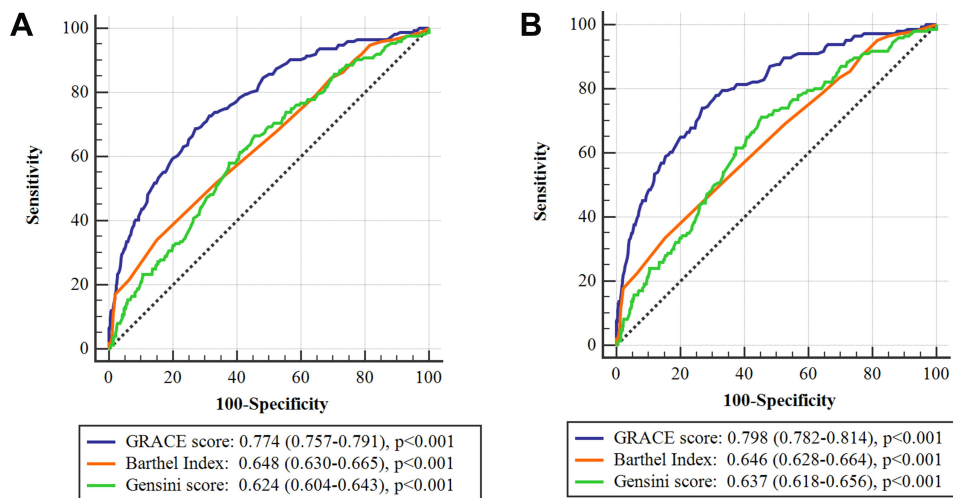 A
Sensitivity
100
80
60
40
20
0
0 20 40 60 80 100
100-Specificity
GRACE score: 0.774 (0.757-0.791), p<0.001
Barthel Index: 0.648 (0.630-0.665), p<0.001
Gensini score: 0.624 (0.604-0.643), p<0.001
B
Sensitivity
100
80
60
40
20
0
0 20 40 60 80 100
100-Specificity
GRACE score: 0.798 (0.782-0.814), p<0.001
Barthel Index: 0.646 (0.628-0.664), p<0.001
Gensini score: 0.637 (0.618-0.656), p<0.001